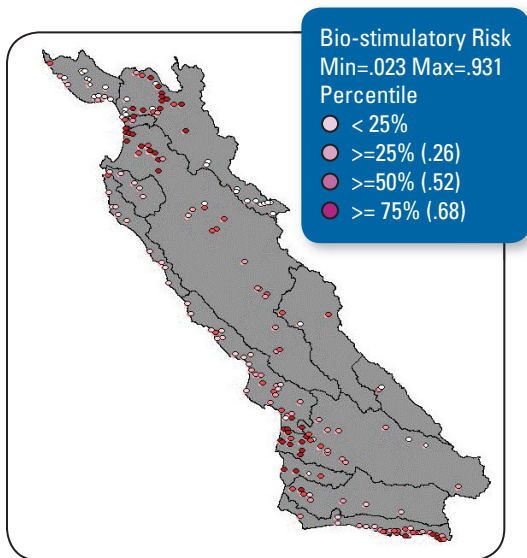 Bio-stimulatory Risk
Min=.023 Max=.931
Percentile
< 25%
>=25% (.26)
>=50% (.52)
>= 75% (.68)